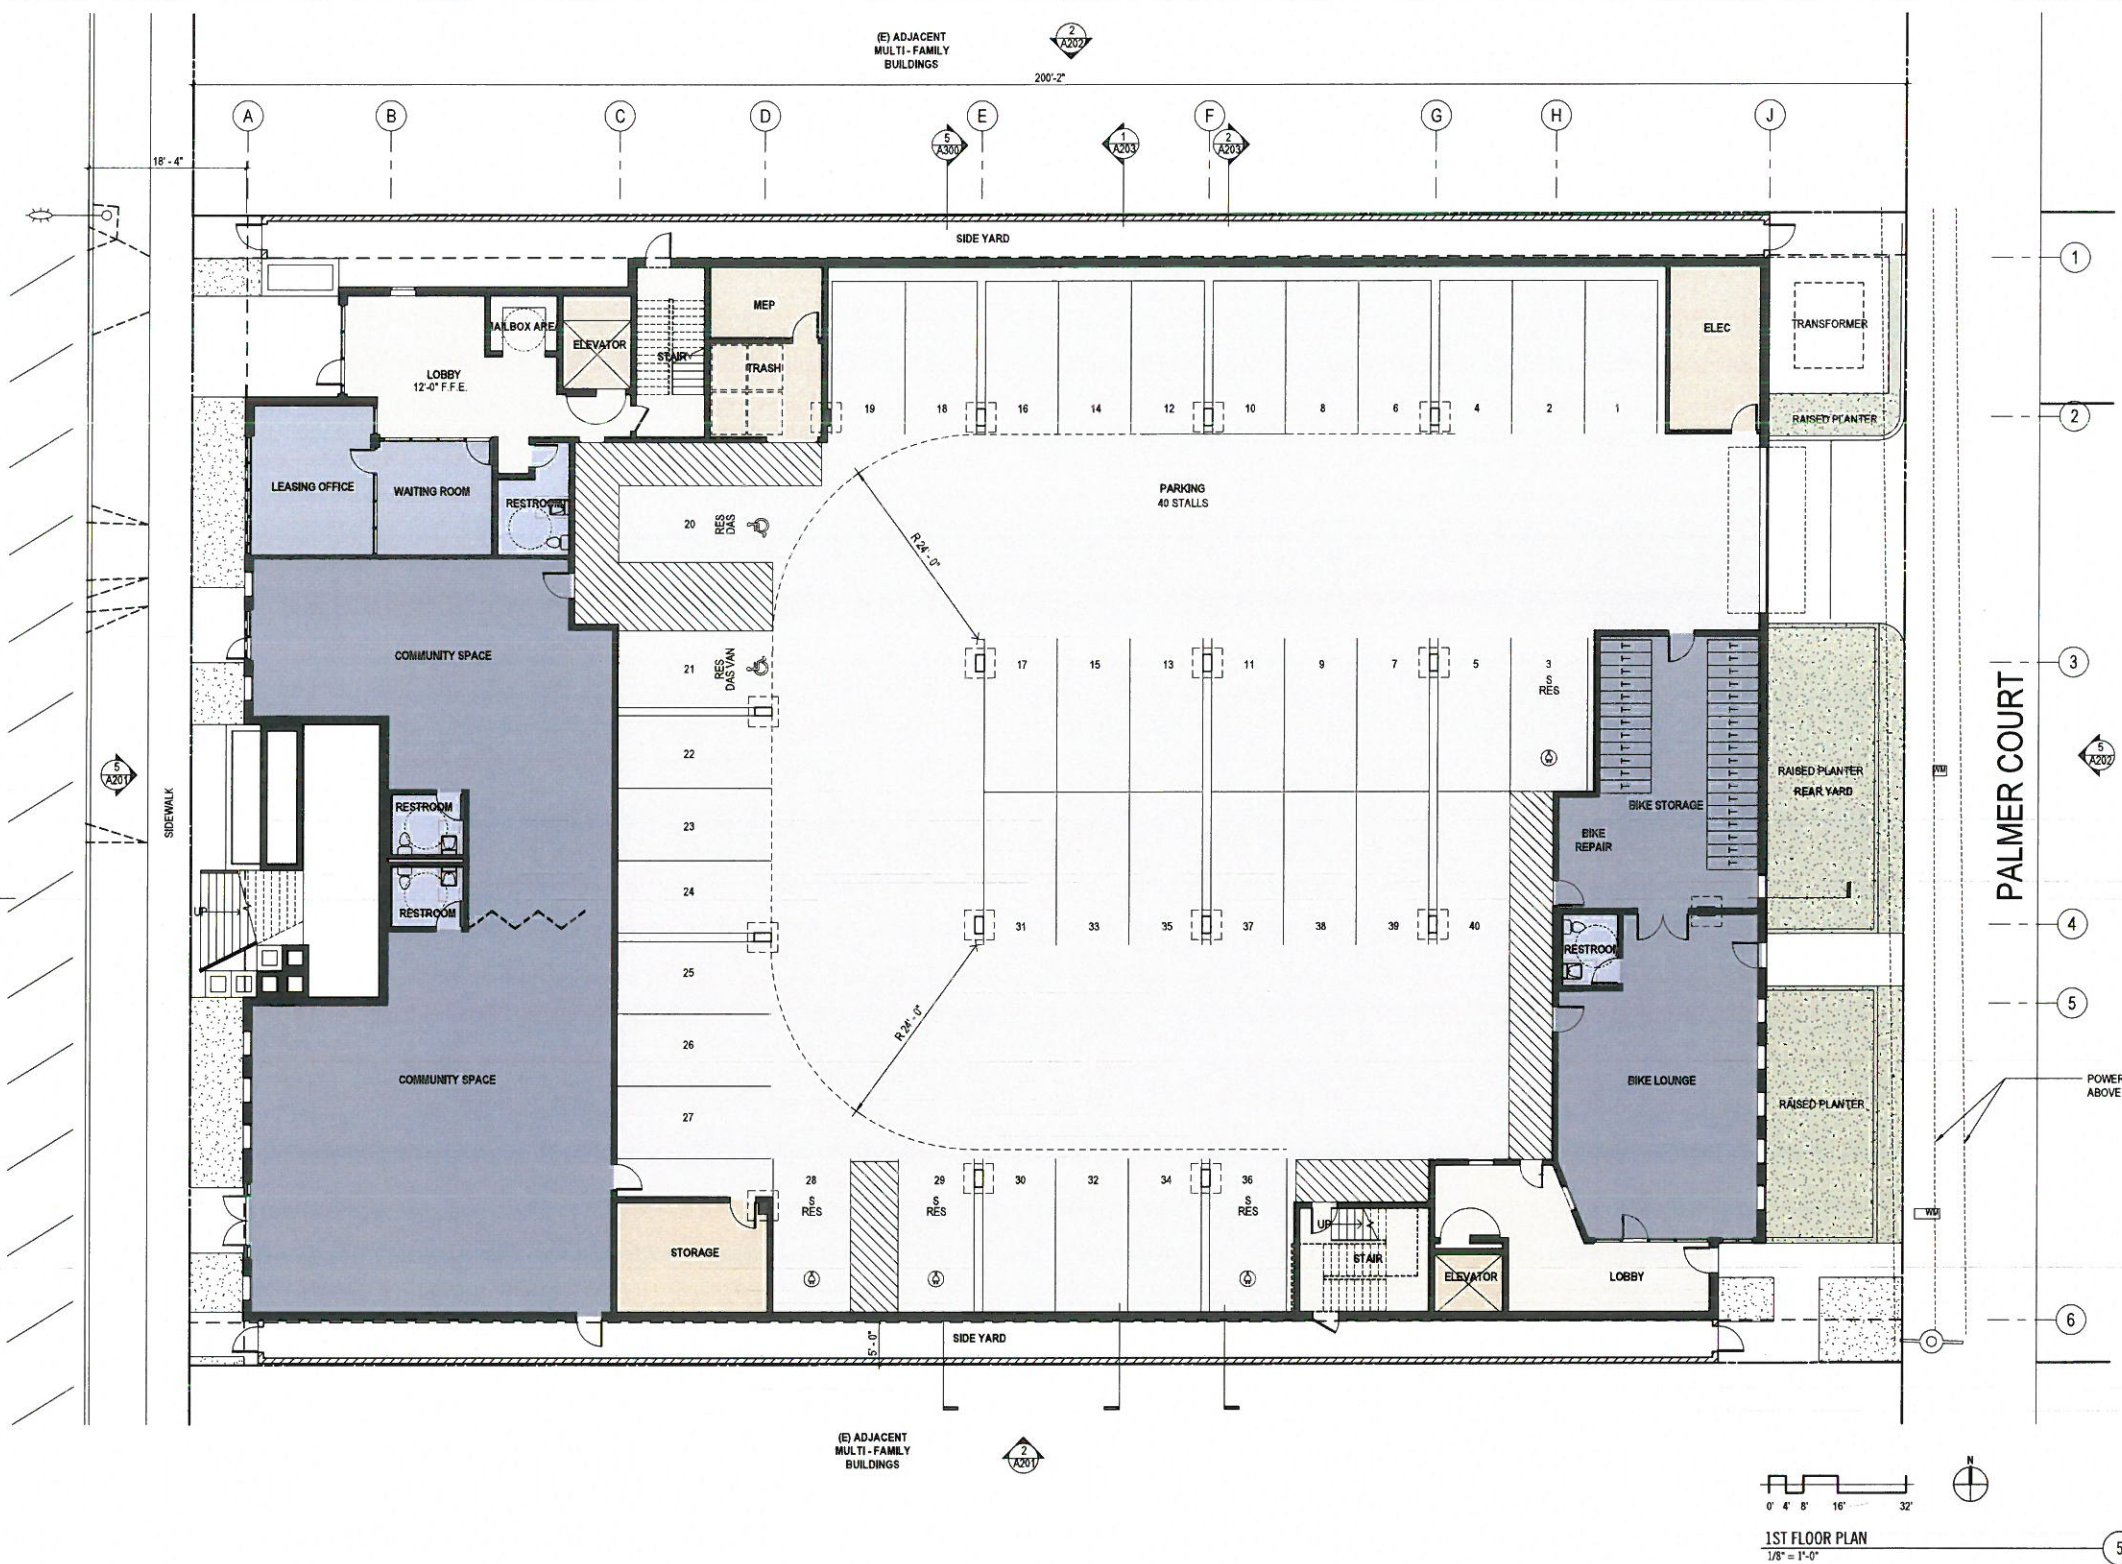 (E) ADJACENT
MULTI - FAMILY
BUILDINGS
2
A202
200'-2"
A
B
C
D
E
F
G
H
J
18' - 4"
5
A300
1
A203
2
A203
SIDE YARD
1
MEP
ELEC
TRANSFORMER
MAILBOX AREA
ELEVATOR
STAIR
TRASH
LOBBY
12'-0" F.F.E.
19
18
16
14
12
10
8
6
4
2
1
RAISED PLANTER
2
LEASING OFFICE
WAITING ROOM
RESTROOM
PARKING
40 STALLS
20
RES
DAS
R 24' - 0"
COMMUNITY SPACE
21
RES
DAS VAN
17
15
13
11
9
7
5
3
S
RES
3
22
5
A201
SIDEWALK
RESTROOM
23
BIKE STORAGE
BIKE
REPAIR
RAISED PLANTER
REAR YARD
WM
PALMER COURT
5
A202
24
UP
RESTROOM
31
33
35
37
38
39
40
RESTROOM
4
25
5
R 24' - 0"
26
COMMUNITY SPACE
BIKE LOUNGE
RAISED PLANTER
POWER
ABOVE
27
28
S
RES
29
S
RES
30
32
34
36
S
RES
UP
STAIR
STORAGE
ELEVATOR
LOBBY
WM
6
5' - 0"
SIDE YARD
(E) ADJACENT
MULTI - FAMILY
BUILDINGS
2
A201
N
0' 4' 8' 16' 32'
1ST FLOOR PLAN
1/8" = 1'-0"
5